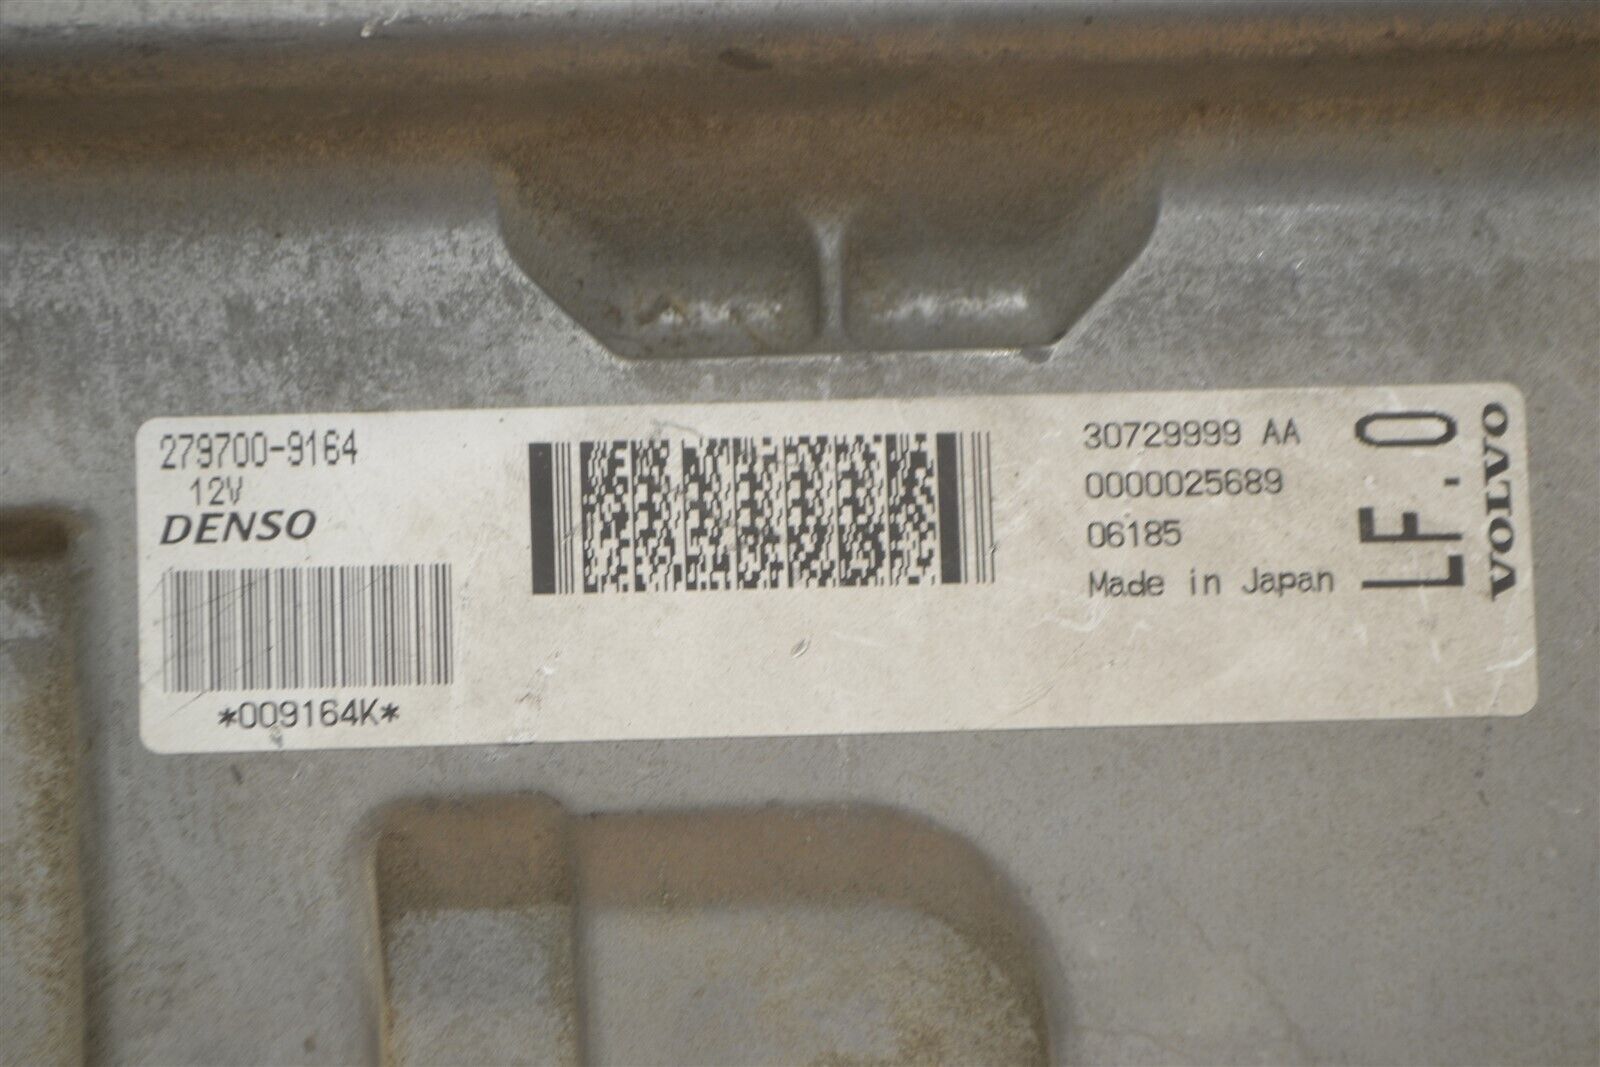 279700-9164
12V
DENSO
*009164K*
30729999 AA
0000025689
06185
Made in Japan
LF.0
VOLVO